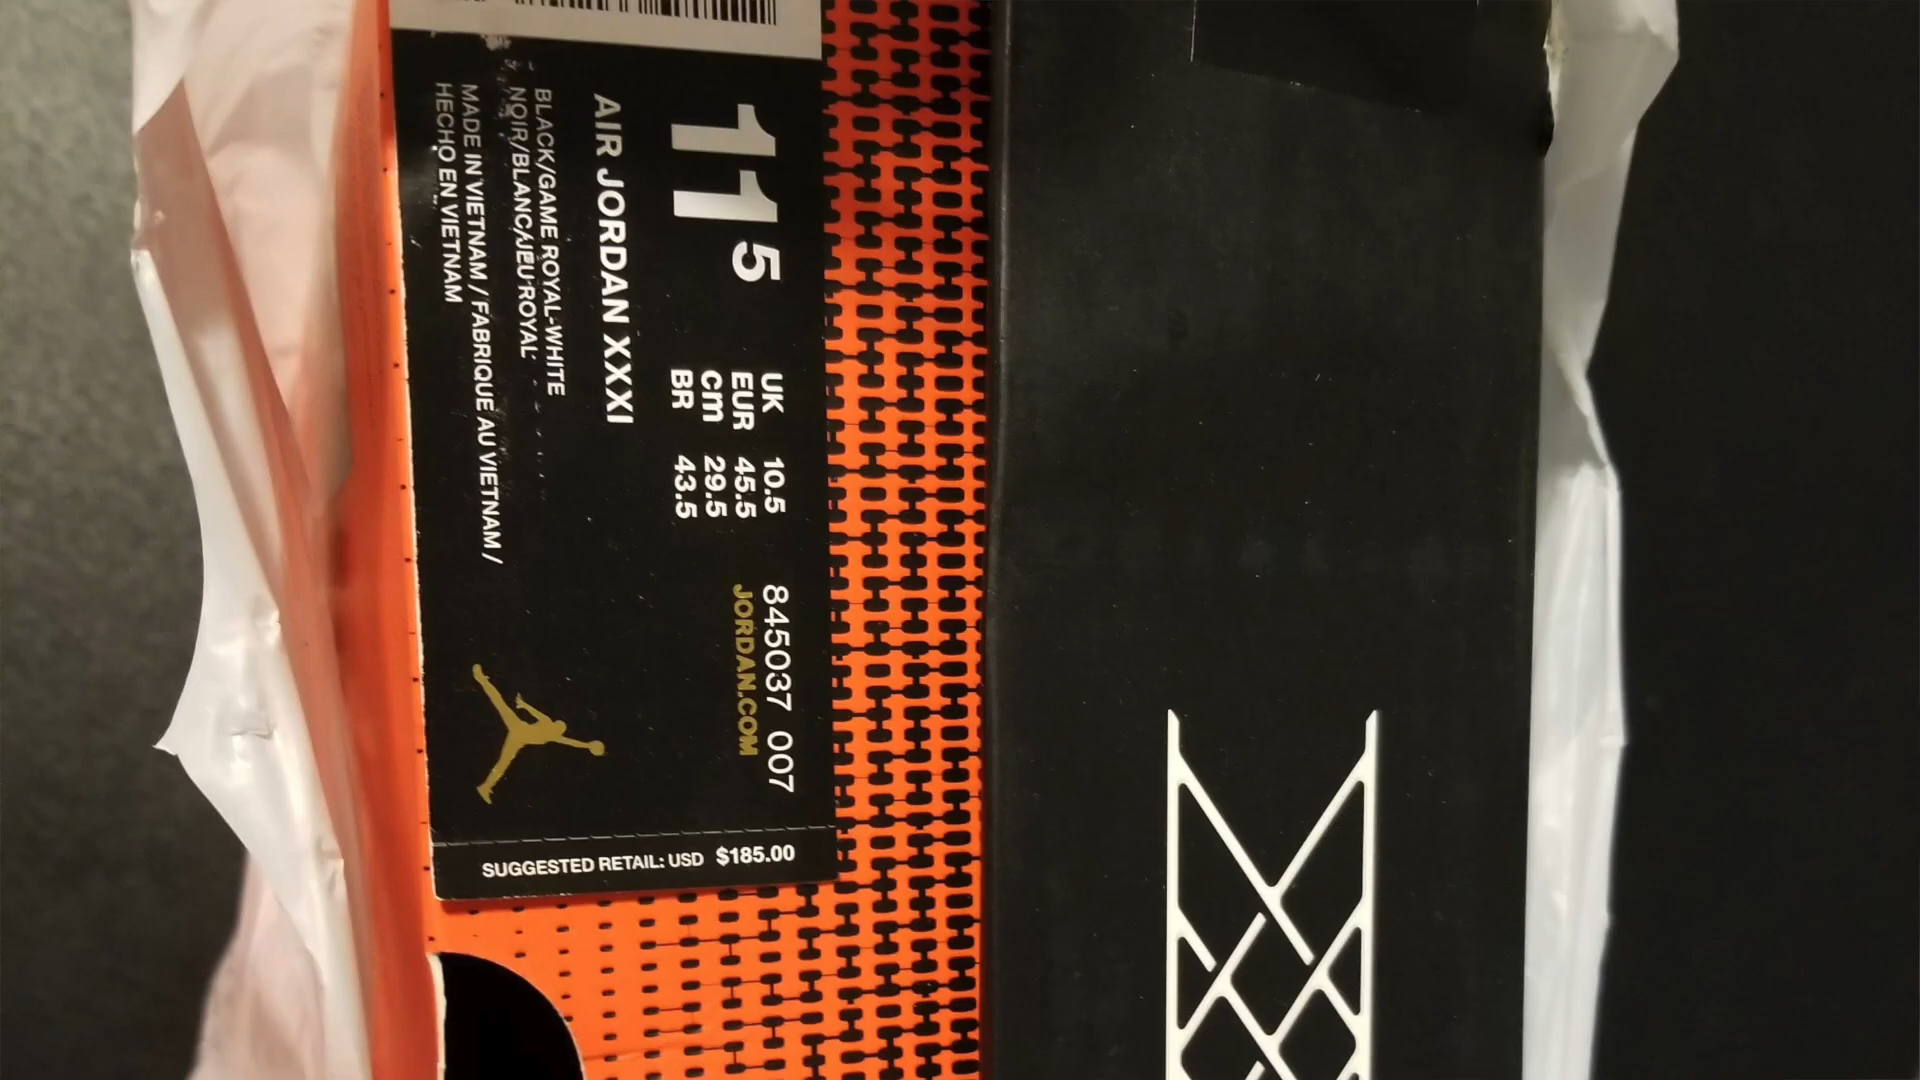 11 5
UK 10.5
EUR 45.5
cm 29.5
BR 43.5
845037 007
JORDAN.COM
AIR JORDAN XXXI
BLACK/GAME ROYAL-WHITE
NOIR/BLANC/JEU ROYAL
MADE IN VIETNAM / FABRIQUE AU VIETNAM /
HECHO EN VIETNAM
SUGGESTED RETAIL: USD $185.00